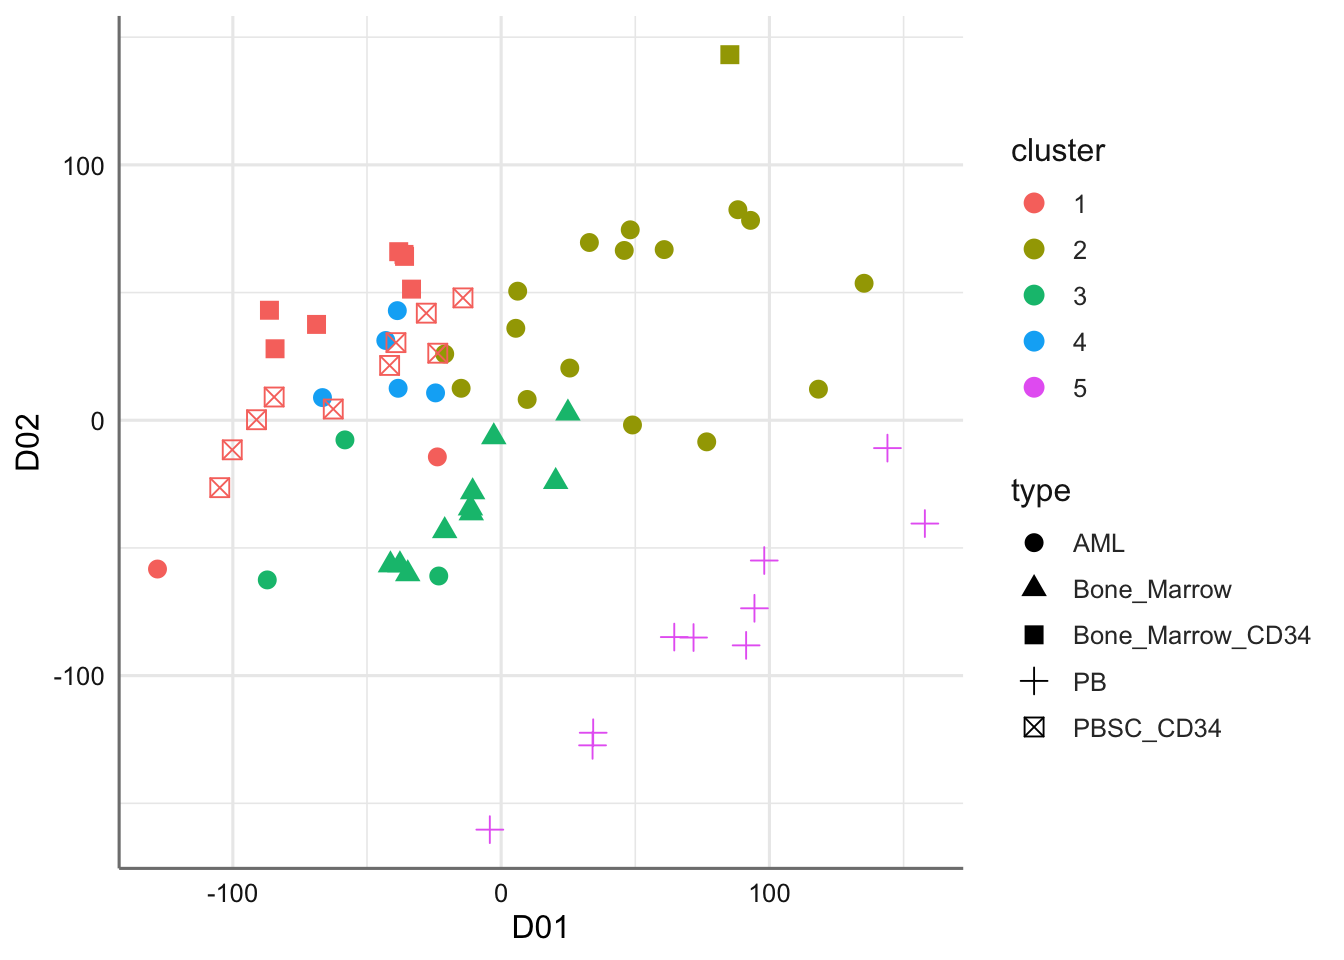 100
0
-100
D02
-100
0
100
D01
cluster
1
2
3
4
5
type
AML
Bone_Marrow
Bone_Marrow_CD34
PB
PBSC_CD34